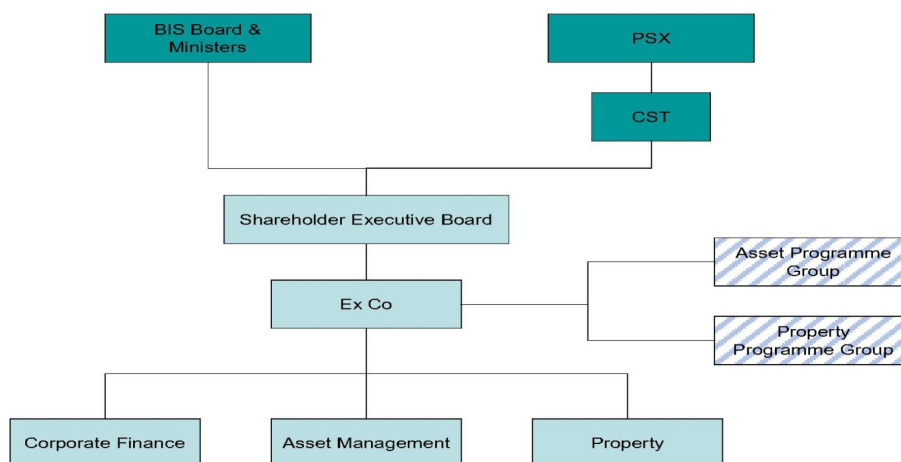 BIS Board &
Ministers
PSX
CST
Shareholder Executive Board
Asset Programme
Group
Ex Co
Property
Programme Group
Corporate Finance
Asset Management
Property